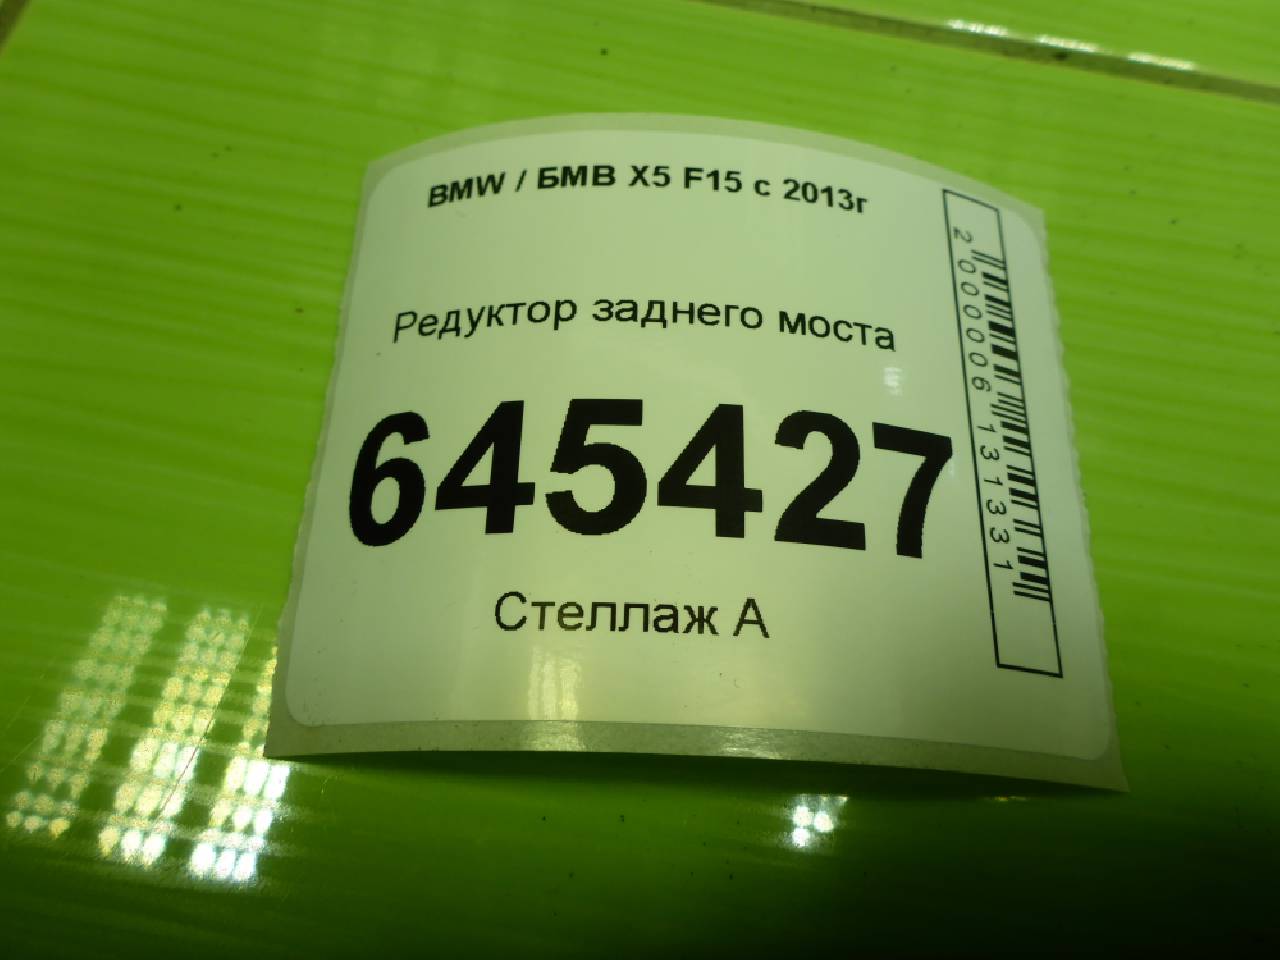 BMW / БМВ X5 F15 с 2013г
Редуктор заднего моста
645427
Стеллаж А
2000006131331